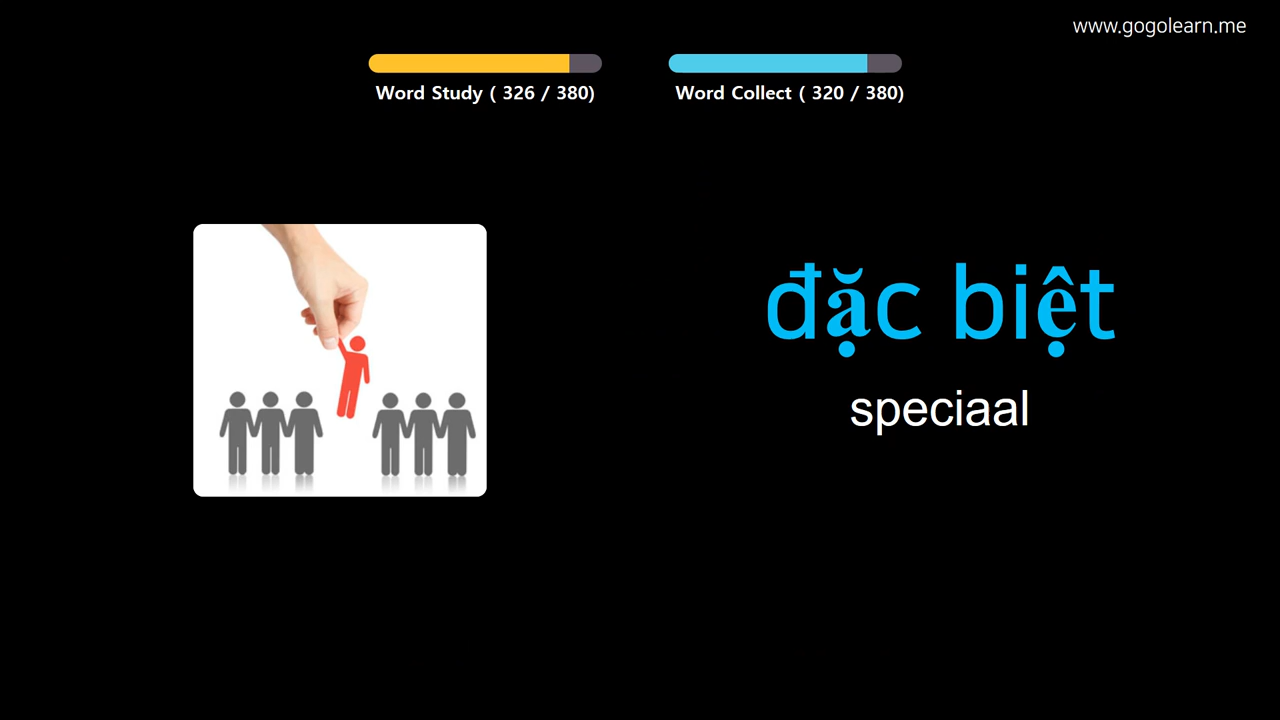 www.gogolearn.me
Word Study ( 326 / 380)
Word Collect ( 320 / 380)
đặc biệt
speciaal